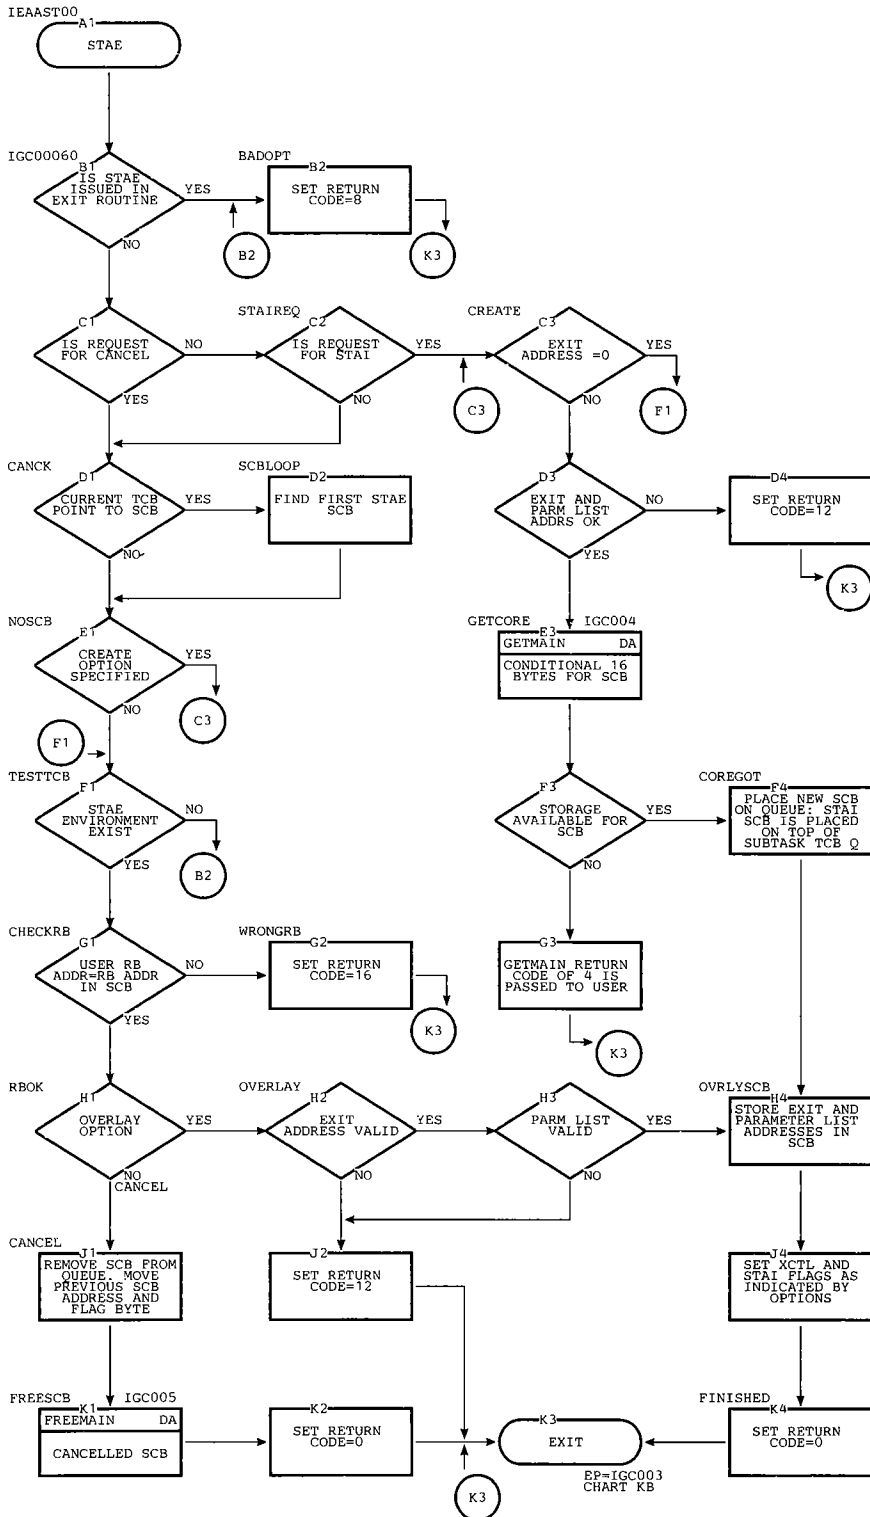 IEAAST00
A1
STAE
IGC00060
B1
IS STAE
ISSUED IN
EXIT ROUTINE
YES
NO
BADOPT
B2
SET RETURN
CODE=8
B2
K3
C1
IS REQUEST
FOR CANCEL
NO
YES
STAIREQ
C2
IS REQUEST
FOR STAI
YES
NO
CREATE
C3
EXIT
ADDRESS =0
YES
NO
C3
F1
CANCK
D1
CURRENT TCB
POINT TO SCB
YES
NO
SCBLOOP
D2
FIND FIRST STAE
SCB
D3
EXIT AND
PARM LIST
ADDRS OK
NO
YES
D4
SET RETURN
CODE=12
K3
NOSCB
E1
CREATE
OPTION
SPECIFIED
YES
NO
C3
GETCORE
E3
IGC004
GETMAIN DA
CONDITIONAL 16
BYTES FOR SCB
F1
TESTTCB
F1
STAE
ENVIRONMENT
EXIST
NO
YES
B2
F3
STORAGE
AVAILABLE FOR
SCB
YES
NO
COREGOT
F4
PLACE NEW SCB
ON QUEUE: STAI
SCB IS PLACED
ON TOP OF
SUBTASK TCB Q
CHECKRB
G1
USER RB
ADDR=RB ADDR
IN SCB
NO
YES
WRONGRB
G2
SET RETURN
CODE=16
K3
G3
GETMAIN RETURN
CODE OF 4 IS
PASSED TO USER
K3
RBOK
H1
OVERLAY
OPTION
YES
NO
CANCEL
OVERLAY
H2
EXIT
ADDRESS VALID
YES
NO
H3
PARM LIST
VALID
YES
NO
OVRLYSCB
H4
STORE EXIT AND
PARAMETER LIST
ADDRESSES IN
SCB
CANCEL
J1
REMOVE SCB FROM
QUEUE. MOVE
PREVIOUS SCB
ADDRESS AND
FLAG BYTE
J2
SET RETURN
CODE=12
J4
SET XCTL AND
STAI FLAGS AS
INDICATED BY
OPTIONS
FREESCB
K1
IGC005
FREEMAIN DA
CANCELLED SCB
K2
SET RETURN
CODE=0
K3
EXIT
EP=IGC003
CHART KB
K3
FINISHED
K4
SET RETURN
CODE=0